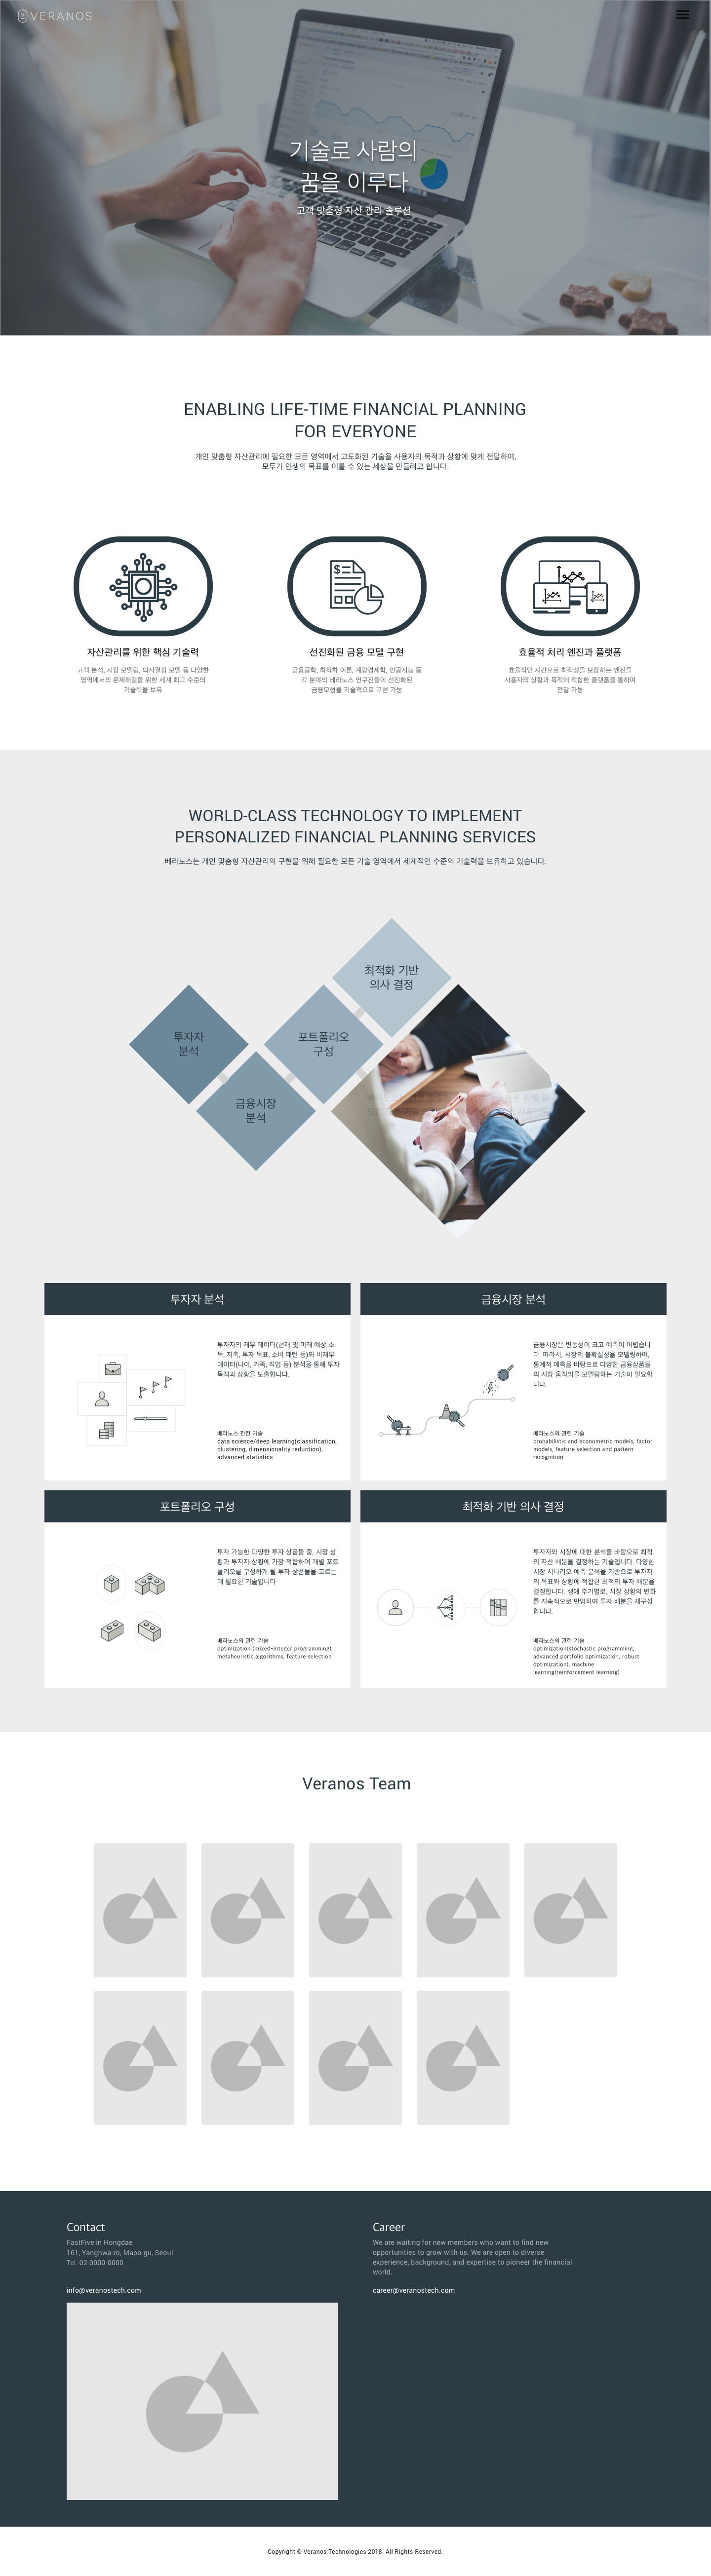 VERANOS
기술로 사람의
꿈을 이루다
고객 맞춤형 자산 관리 솔루션
ENABLING LIFE-TIME FINANCIAL PLANNING
FOR EVERYONE
개인 맞춤형 자산관리에 필요한 모든 영역에서 고도화된 기술을 사용자의 목적과 상황에 맞게 전달하여,
모두가 인생의 목표를 이룰 수 있는 세상을 만들려고 합니다.
자산관리를 위한 핵심 기술력
고객 분석, 시장 모델링, 의사결정 모델 등 다양한
영역에서의 문제해결을 위한 세계 최고 수준의
기술력을 보유
선진화된 금융 모델 구현
금융공학, 최적화 이론, 계량경제학, 인공지능 등
각 분야의 베라노스 연구진들이 선진화된
금융모형을 기술적으로 구현 가능
효율적 처리 엔진과 플랫폼
효율적인 시간으로 최적성을 보장하는 엔진을
사용자의 상황과 목적에 적합한 플랫폼을 통하여
전달 가능
WORLD-CLASS TECHNOLOGY TO IMPLEMENT
PERSONALIZED FINANCIAL PLANNING SERVICES
베라노스는 개인 맞춤형 자산관리의 구현을 위해 필요한 모든 기술 영역에서 세계적인 수준의 기술력을 보유하고 있습니다.
최적화 기반
의사 결정
투자자
분석
포트폴리오
구성
금융시장
분석
투자자 분석
투자자의 재무 데이터(현재 및 미래 예상 소
득, 저축, 투자 목표, 소비 패턴 등)와 비재무
데이터(나이, 가족, 직업 등) 분석을 통해 투자
목적과 상황을 도출합니다.
베라노스 관련 기술
data science/deep learning(classification,
clustering, dimensionality reduction),
advanced statistics
금융시장 분석
금융시장은 변동성이 크고 예측이 어렵습니
다. 따라서, 시장의 불확실성을 모델링하여,
통계적 예측을 바탕으로 다양한 금융상품들
의 시장 움직임을 모델링하는 기술이 필요합
니다.
베라노스의 관련 기술
probabilistic and econometric models, factor
models, feature selection and pattern
recognition
포트폴리오 구성
투자 가능한 다양한 투자 상품들 중, 시장 상
황과 투자자 상황에 가장 적합하여 개별 포트
폴리오를 구성하게 될 투자 상품들을 고르는
데 필요한 기술입니다
베라노스의 관련 기술
optimization (mixed-integer programming),
metaheuristic algorithms, feature selection
최적화 기반 의사 결정
투자자와 시장에 대한 분석을 바탕으로 최적
의 자산 배분을 결정하는 기술입니다. 다양한
시장 시나리오 예측 분석을 기반으로 투자자
의 목표와 상황에 적합한 최적의 투자 배분을
결정합니다. 생애 주기별로, 시장 상황의 변화
를 지속적으로 반영하여 투자 배분을 재구성
합니다.
베라노스의 관련 기술
optimization(stochastic programming,
advanced portfolio optimization, robust
optimization), machine
learning(reinforcement learning)
Veranos Team
Contact
FastFive in Hongdae
161, Yanghwa-ro, Mapo-gu, Seoul
Tel. 02-0000-0000
info@veranostech.com
Career
We are waiting for new members who want to find new
opportunities to grow with us. We are open to diverse
experience, background, and expertise to pioneer the financial
world.
career@veranostech.com
Copyright © Veranos Technologies 2018. All Rights Reserved.